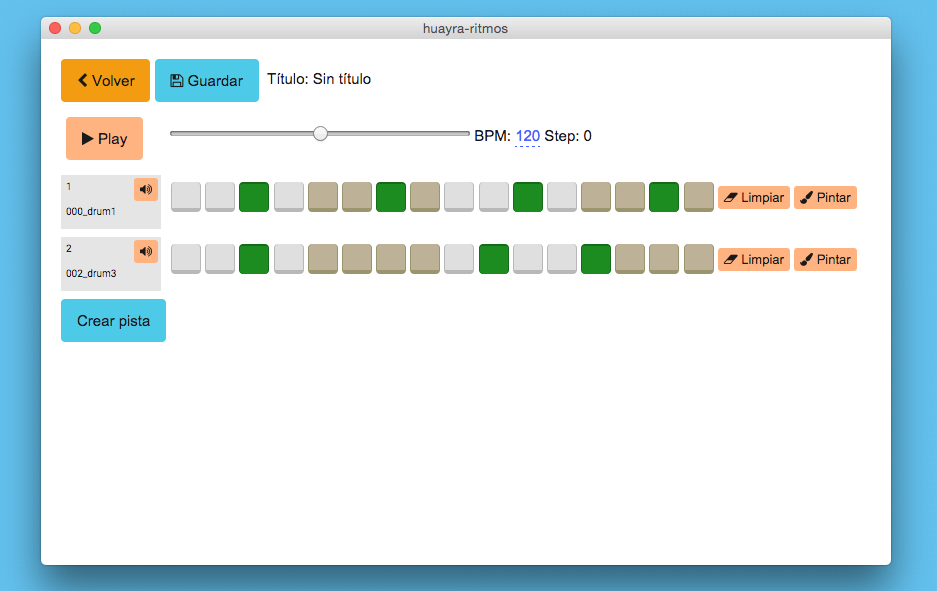 huayra-ritmos
Volver Guardar Título: Sin título
Play BPM: 120 Step: 0
1
000_drum1
Limpiar Pintar
2
002_drum3
Limpiar Pintar
Crear pista